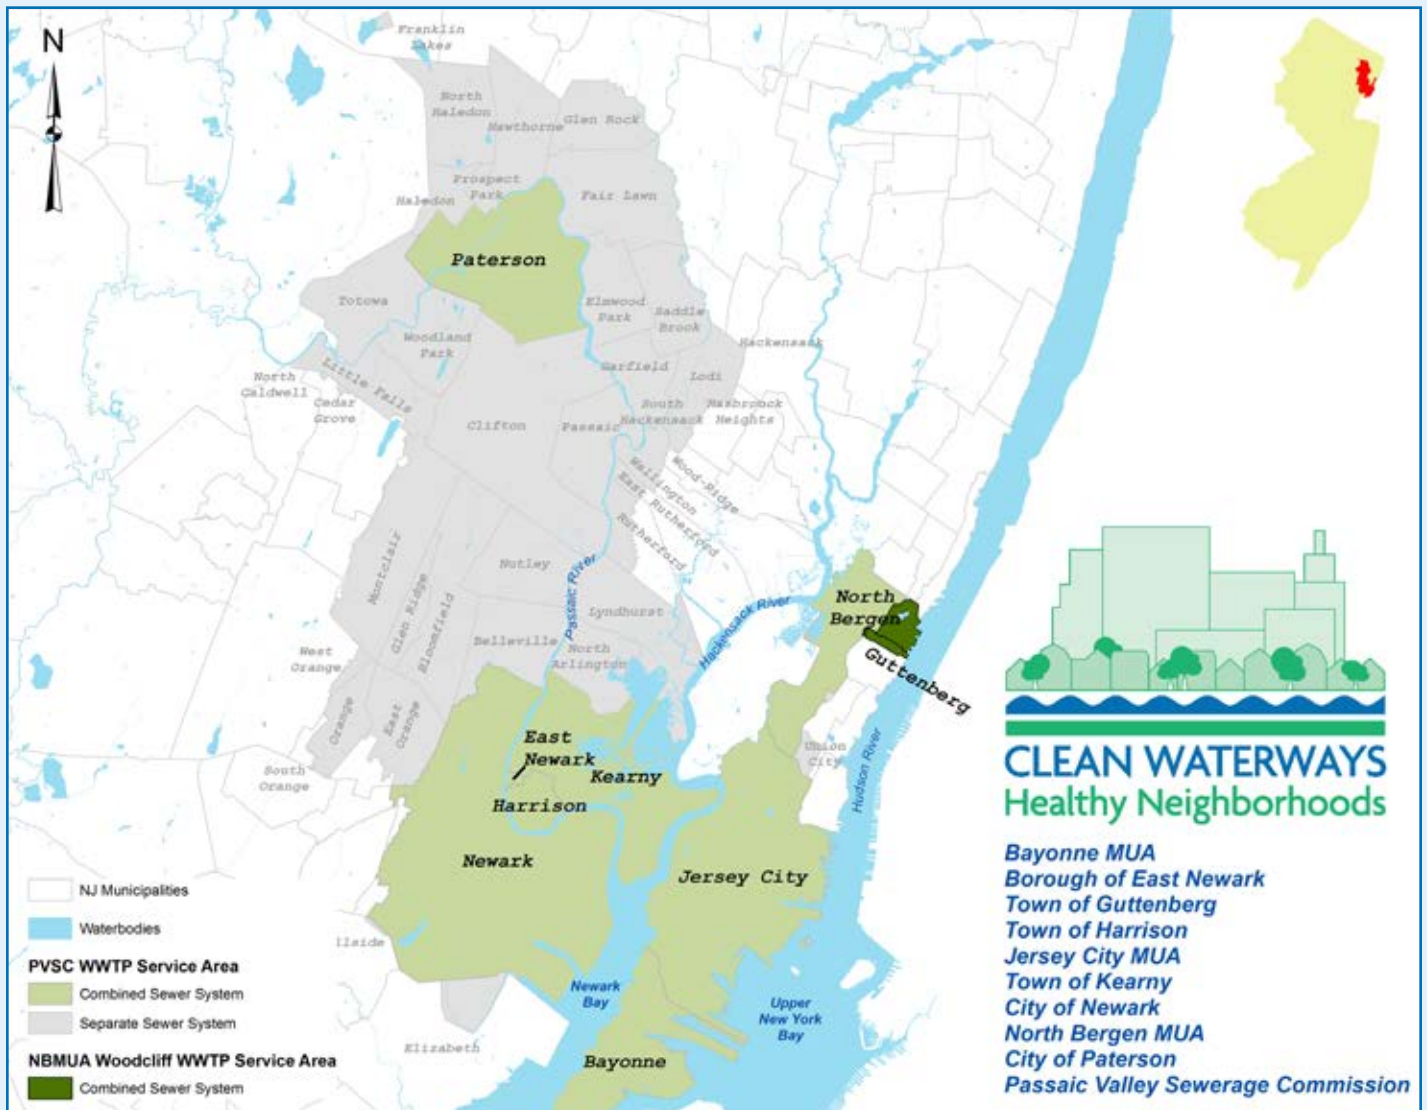 N
Franklin
Lakes
North
Haledon
Hawthorne
Glen Rock
Prospect
Park
Haledon
Fair Lawn
Paterson
Totowa
Elmwood
Park
Saddle
Brook
Woodland
Park
Hackensack
Little Falls
Garfield
Lodi
North
Caldwell
Cedar
Grove
South
Hackensack
Hasbrouck
Heights
Clifton
Passaic
Wallington
Wood-Ridge
East Rutherford
Rutherford
Montclair
Nutley
Passaic River
Glen Ridge
Bloomfield
Lyndhurst
Hackensack River
North
Bergen
Belleville
North
Arlington
West
Orange
Guttenberg
Orange
East
Orange
East
Newark
Kearny
Union
City
Hudson River
South
Orange
Harrison
Newark
Jersey City
llside
Newark
Bay
Upper
New York
Bay
Elizabeth
Bayonne
NJ Municipalities
Waterbodies
PVSC WWTP Service Area
Combined Sewer System
Separate Sewer System
NBMUA Woodcliff WWTP Service Area
Combined Sewer System
CLEAN WATERWAYS
Healthy Neighborhoods
Bayonne MUA
Borough of East Newark
Town of Guttenberg
Town of Harrison
Jersey City MUA
Town of Kearny
City of Newark
North Bergen MUA
City of Paterson
Passaic Valley Sewerage Commission